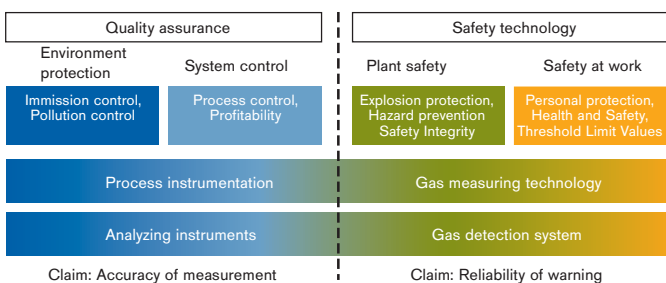 Quality assurance
Safety technology
Environment
protection
System control
Plant safety
Safety at work
Immission control,
Pollution control
Process control,
Profitability
Explosion protection,
Hazard prevention
Safety Integrity
Personal protection,
Health and Safety,
Threshold Limit Values
Process instrumentation
Gas measuring technology
Analyzing instruments
Gas detection system
Claim: Accuracy of measurement
Claim: Reliability of warning